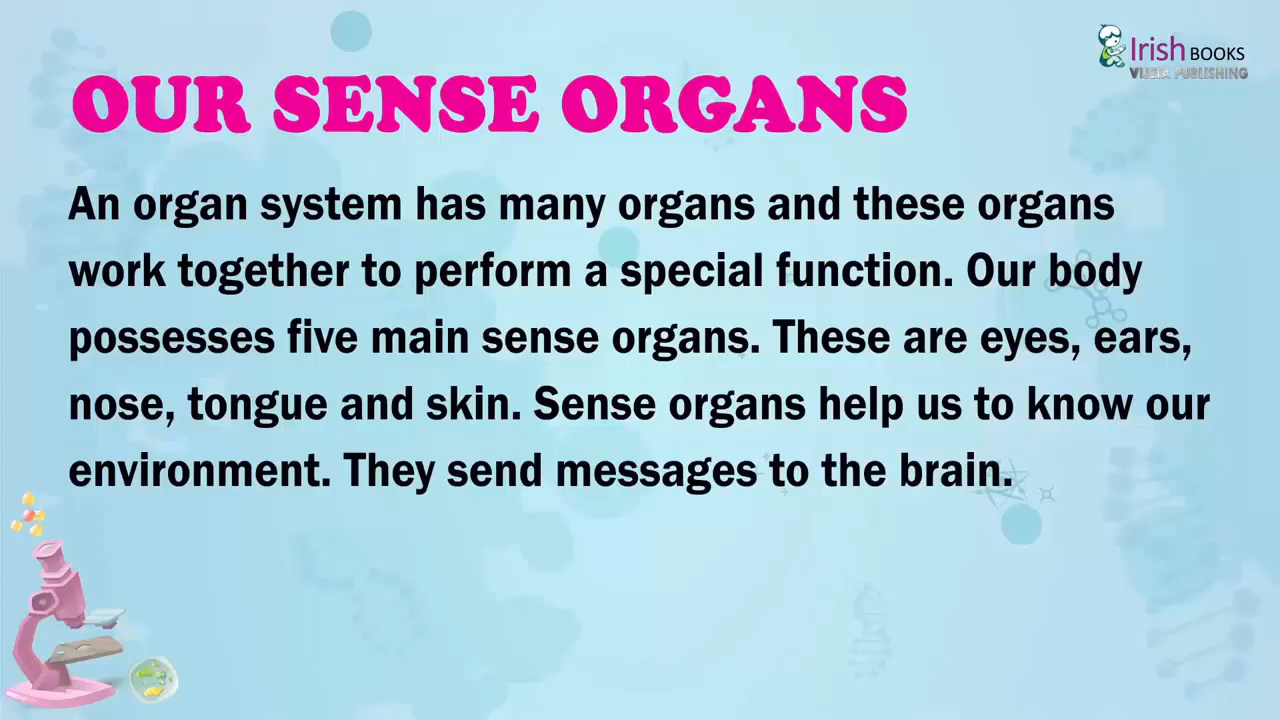 Irish BOOKS
VIJETA PUBLISHING
OUR SENSE ORGANS
An organ system has many organs and these organs
work together to perform a special function. Our body
possesses five main sense organs. These are eyes, ears,
nose, tongue and skin. Sense organs help us to know our
environment. They send messages to the brain.